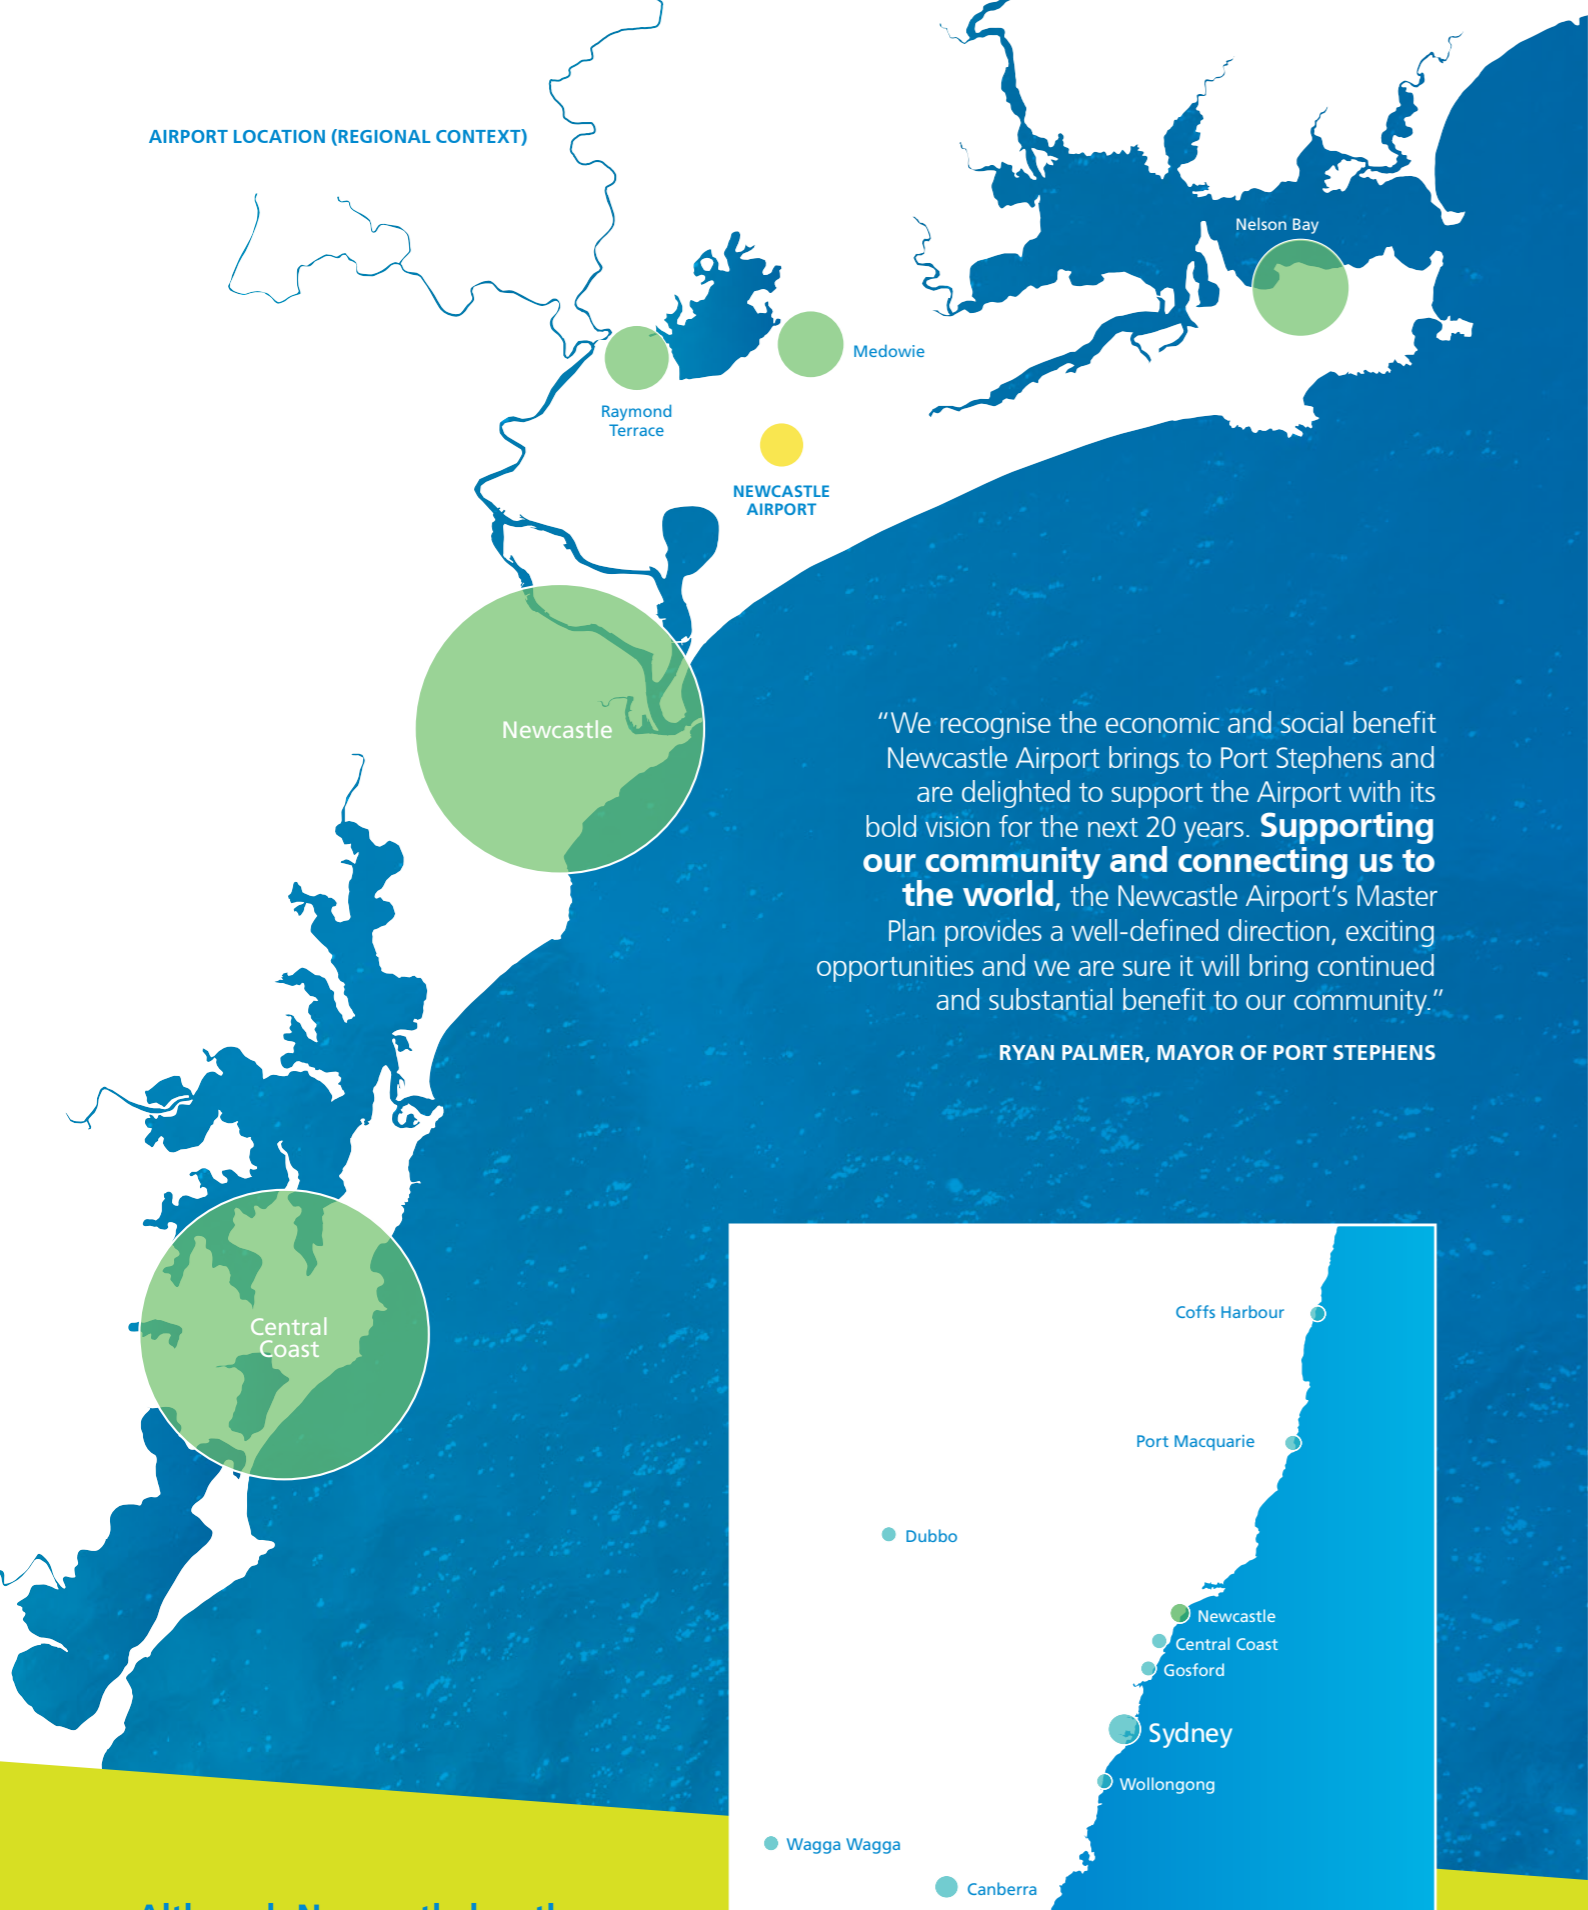 AIRPORT LOCATION (REGIONAL CONTEXT)
Nelson Bay
Medowie
Raymond
Terrace
NEWCASTLE
AIRPORT
Newcastle
“We recognise the economic and social benefit
Newcastle Airport brings to Port Stephens and
are delighted to support the Airport with its
bold vision for the next 20 years. Supporting
our community and connecting us to
the world, the Newcastle Airport’s Master
Plan provides a well-defined direction, exciting
opportunities and we are sure it will bring continued
and substantial benefit to our community.”
RYAN PALMER, MAYOR OF PORT STEPHENS
Central
Coast
Coffs Harbour
Port Macquarie
Dubbo
Newcastle
Central Coast
Gosford
Sydney
Wollongong
Wagga Wagga
Canberra